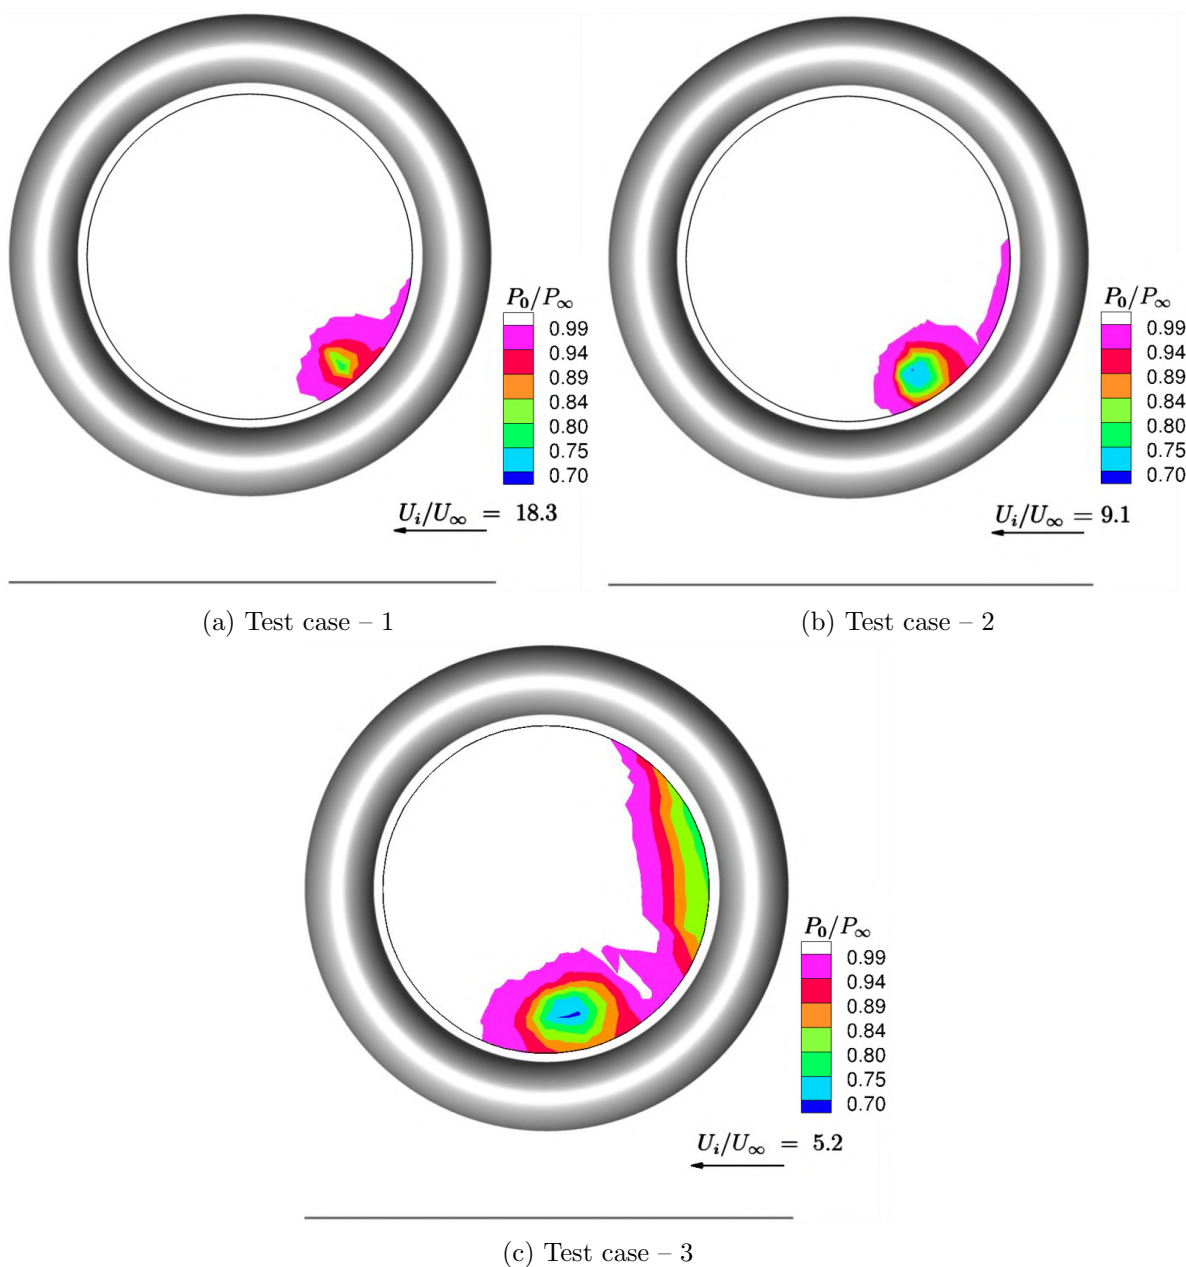 P₀/P∞
0.99
0.94
0.89
0.84
0.80
0.75
0.70
Uᵢ/U∞ = 18.3
(a) Test case – 1
P₀/P∞
0.99
0.94
0.89
0.84
0.80
0.75
0.70
Uᵢ/U∞ = 9.1
(b) Test case – 2
P₀/P∞
0.99
0.94
0.89
0.84
0.80
0.75
0.70
Uᵢ/U∞ = 5.2
(c) Test case – 3